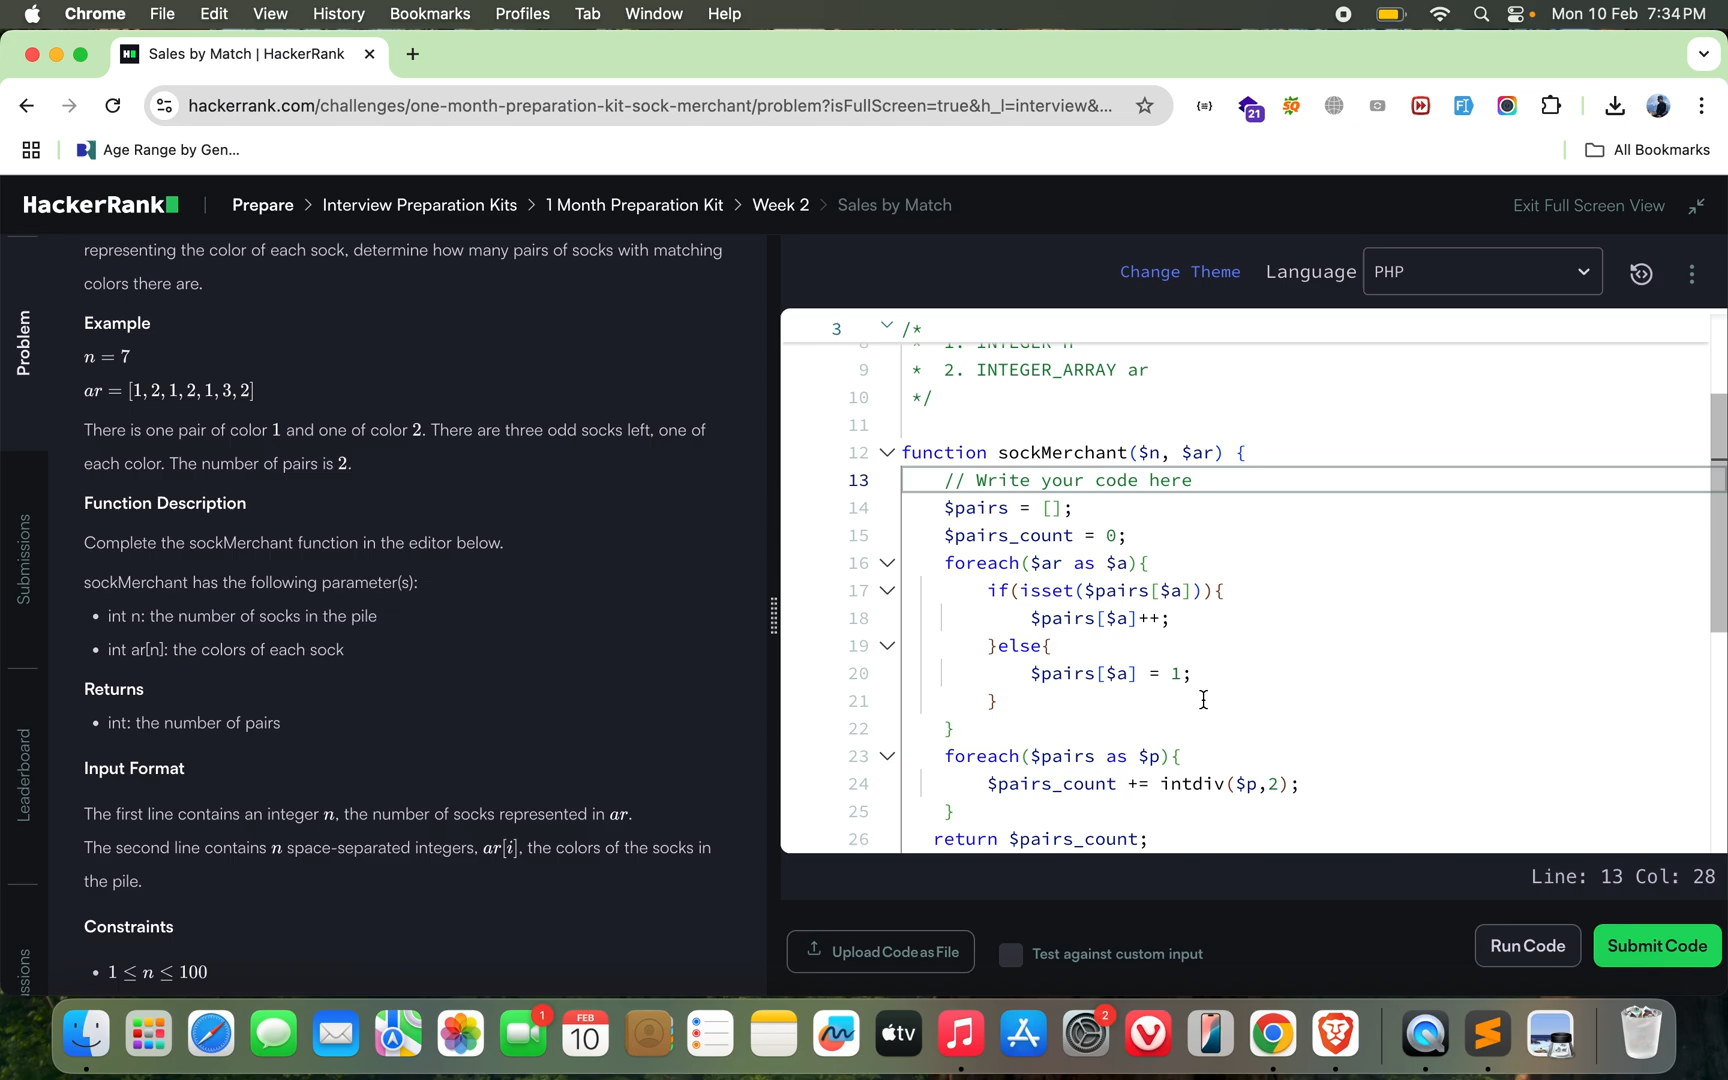 Chrome File Edit View History Bookmarks Profiles Tab Window Help Mon 10 Feb 7:34 PM
Sales by Match | HackerRank
hackerrank.com/challenges/one-month-preparation-kit-sock-merchant/problem?isFullScreen=true&h_l=interview&...
21
Age Range by Gen...
All Bookmarks
HackerRank | Prepare > Interview Preparation Kits > 1 Month Preparation Kit > Week 2 > Sales by Match
Exit Full Screen View
Problem
Submissions
Leaderboard
ssions
representing the color of each sock, determine how many pairs of socks with matching
colors there are.
Example
n = 7
ar = [1, 2, 1, 2, 1, 3, 2]
There is one pair of color 1 and one of color 2. There are three odd socks left, one of
each color. The number of pairs is 2.
Function Description
Complete the sockMerchant function in the editor below.
sockMerchant has the following parameter(s):
• int n: the number of socks in the pile
• int ar[n]: the colors of each sock
Returns
• int: the number of pairs
Input Format
The first line contains an integer n, the number of socks represented in ar.
The second line contains n space-separated integers, ar[i], the colors of the socks in
the pile.
Constraints
• 1 ≤ n ≤ 100
Change Theme Language PHP
3 /*
8 * 1. INTEGER n
9 * 2. INTEGER_ARRAY ar
10 */
11
12 function sockMerchant($n, $ar) {
13 // Write your code here
14 $pairs = [];
15 $pairs_count = 0;
16 foreach($ar as $a){
17 if(isset($pairs[$a])){
18 $pairs[$a]++;
19 }else{
20 $pairs[$a] = 1;
21 }
22 }
23 foreach($pairs as $p){
24 $pairs_count += intdiv($p,2);
25 }
26 return $pairs_count;
Line: 13 Col: 28
Upload Code as File
Test against custom input
Run Code
Submit Code
1
FEB
10
tv
2